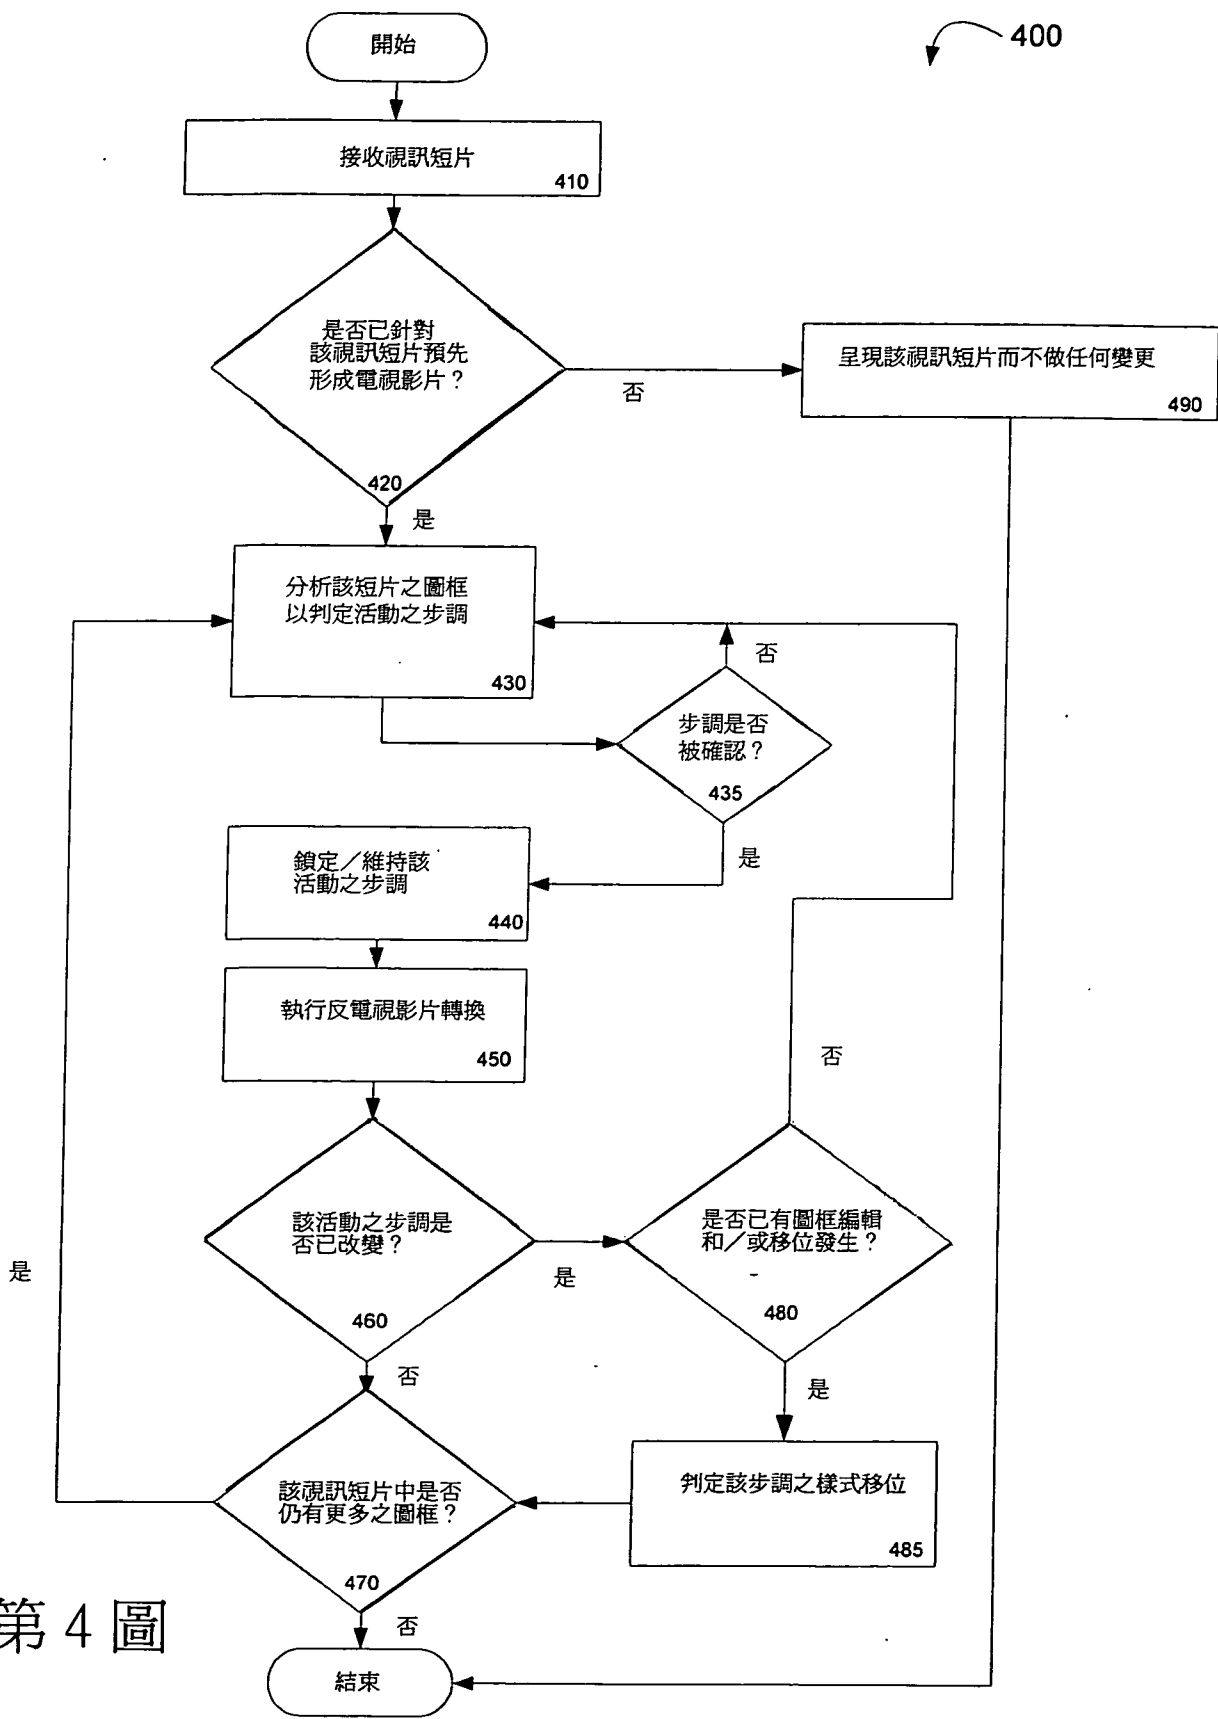 開始
400
接收視訊短片
410
是否已針對
該視訊短片預先
形成電視影片？
420
否
呈現該視訊短片而不做任何變更
490
是
分析該短片之圖框
以判定活動之步調
430
否
步調是否
被確認？
435
是
鎖定／維持該
活動之步調
440
執行反電視影片轉換
450
否
該活動之步調是
否已改變？
460
是
是否已有圖框編輯
和／或移位發生？
480
是
否
是
該視訊短片中是否
仍有更多之圖框？
470
判定該步調之樣式移位
485
否
結束
第4圖